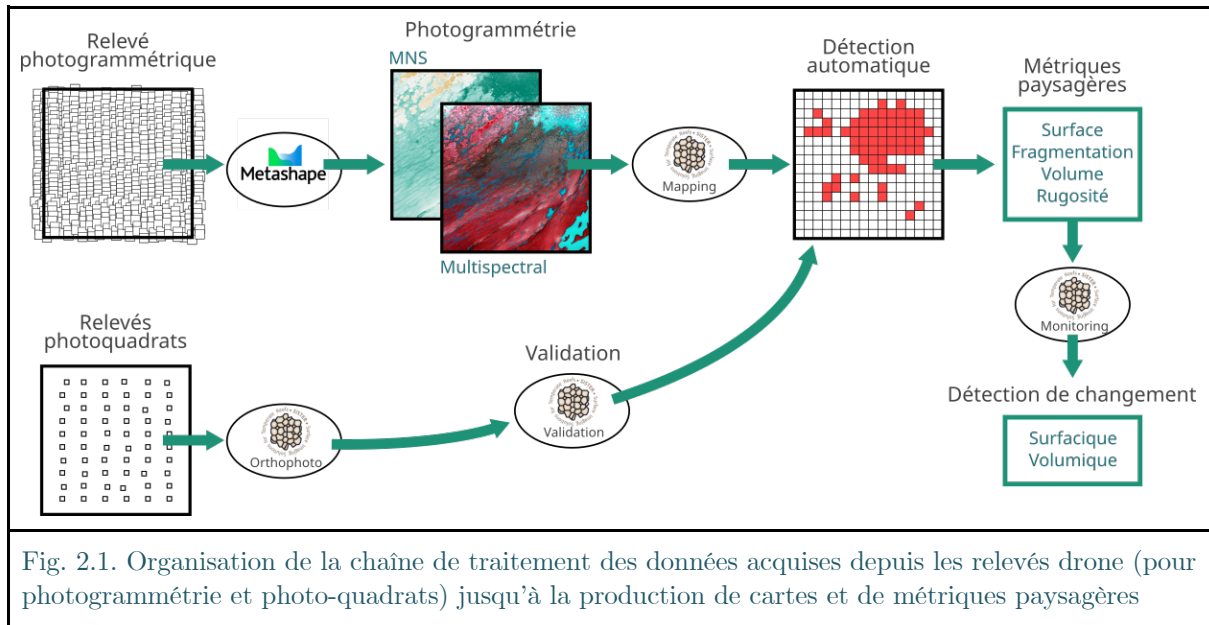 Relevé
photogrammétrique
Photogrammétrie
MNS
Multispectral
Metashape
Mapping
Détection
automatique
Métriques
paysagères
Surface
Fragmentation
Volume
Rugosité
Monitoring
Détection de changement
Surfacique
Volumique
Relevés
photoquadrats
Orthophoto
Validation
Validation
Fig. 2.1. Organisation de la chaîne de traitement des données acquises depuis les relevés drone (pour
photogrammétrie et photo-quadrats) jusqu'à la production de cartes et de métriques paysagères